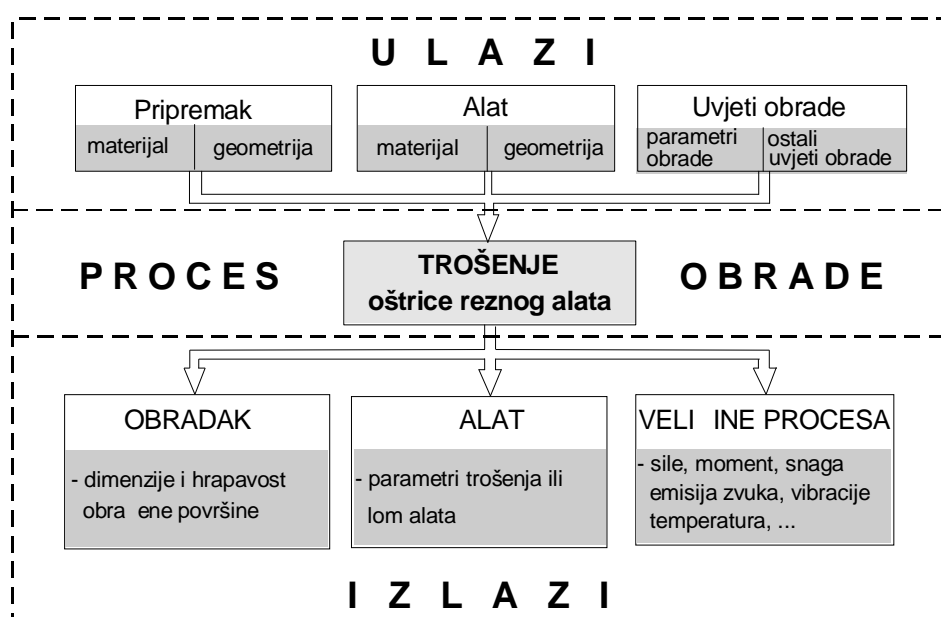 U L A Z I
Pripremak
materijal
geometrija
Alat
materijal
geometrija
Uvjeti obrade
parametri
obrade
ostali
uvjeti obrade
P R O C E S
TROŠENJE
oštrice reznog alata
O B R A D E
OBRADAK
- dimenzije i hrapavost
obra ene površine
ALAT
- parametri trošenja ili
lom alata
VELI INE PROCESA
- sile, moment, snaga
emisija zvuka, vibracije
temperatura, ...
I Z L A Z I